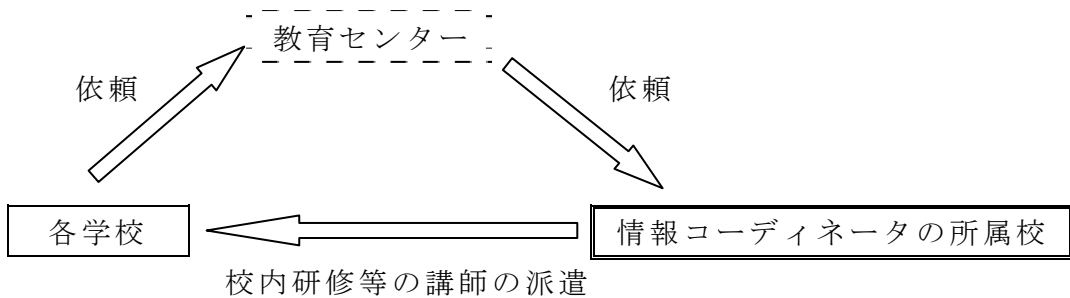 教育センター
依頼
依頼
各学校
情報コーディネータの所属校
校内研修等の講師の派遣